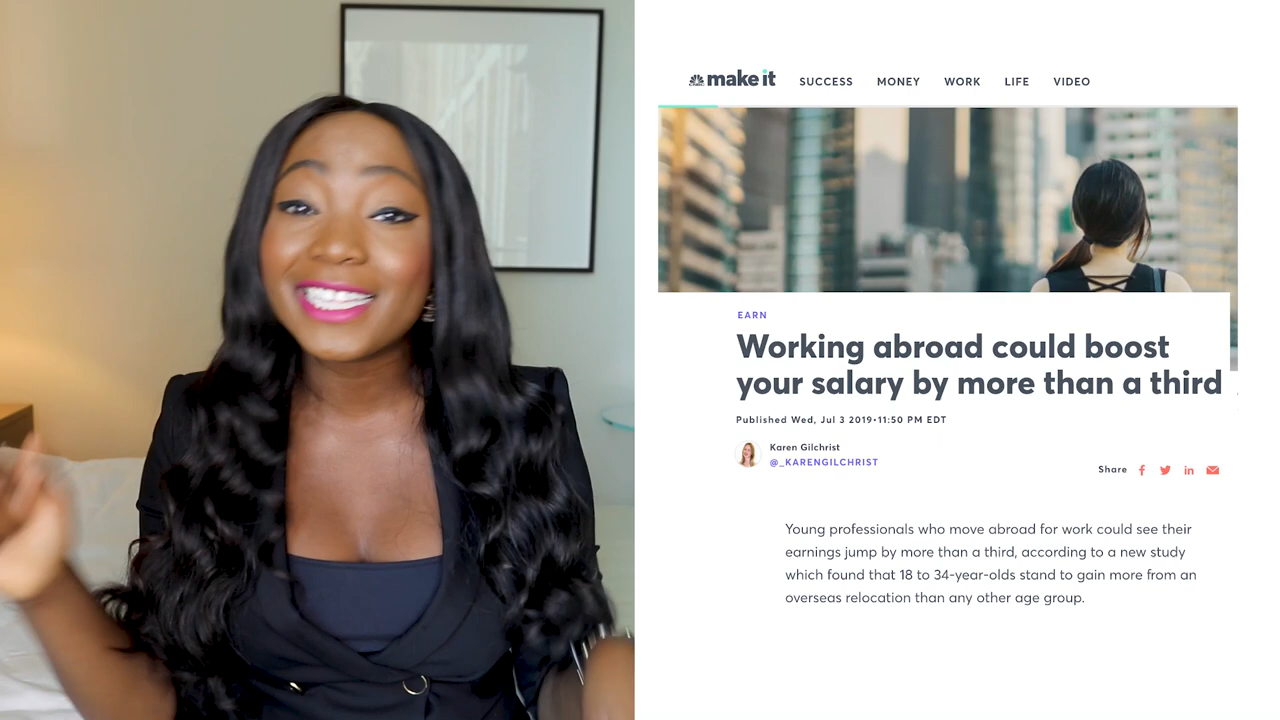 make it SUCCESS MONEY WORK LIFE VIDEO
EARN
Working abroad could boost
your salary by more than a third
Published Wed, Jul 3 2019•11:50 PM EDT
Karen Gilchrist
@_KARENGILCHRIST
Share
Young professionals who move abroad for work could see their
earnings jump by more than a third, according to a new study
which found that 18 to 34-year-olds stand to gain more from an
overseas relocation than any other age group.